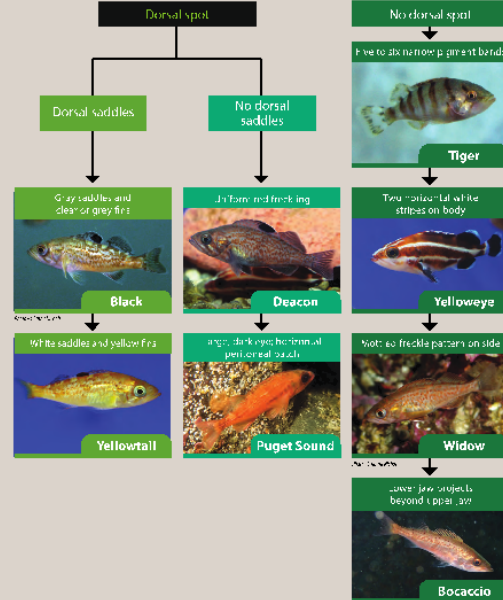 Dorsal spot
No dorsal spot
Five to six narrow pigment bands
Tiger
Dorsal saddles
No dorsal
saddles
Gray saddles and
clear or grey fins
Black
Uniform red freckling
Deacon
Two horizontal white
stripes on body
Yelloweye
White saddles and yellow fins
Yellowtail
Large, dark eye; horizontal
peritoneal patch
Puget Sound
Mottled freckle pattern on side
Widow
Lower jaw projects
beyond upper jaw
Bocaccio